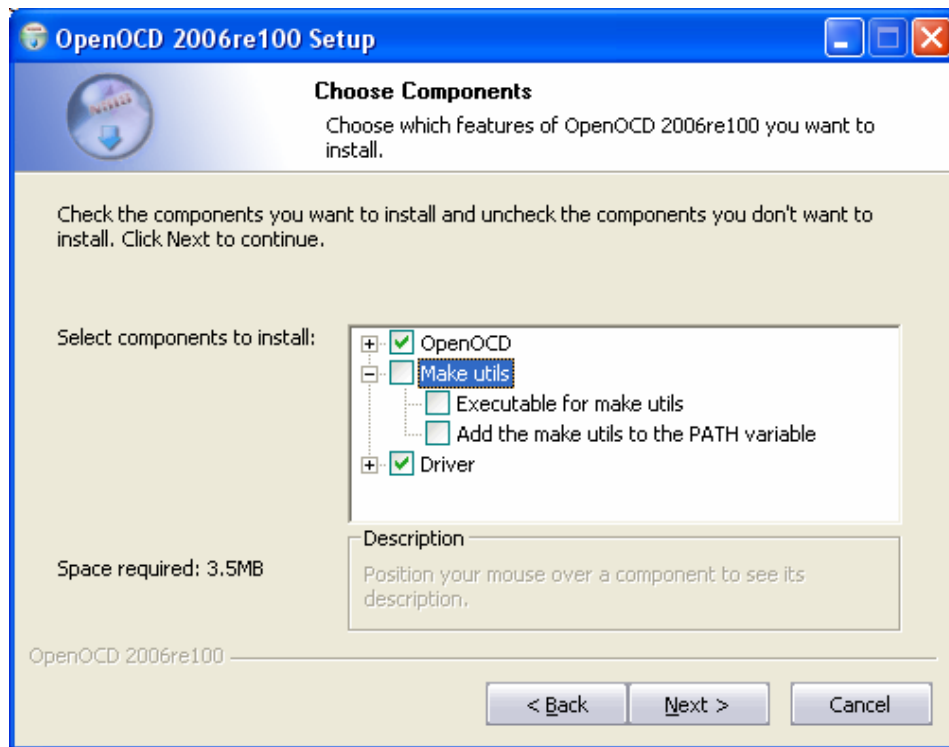 OpenOCD 2006re100 Setup
Choose Components
Choose which features of OpenOCD 2006re100 you want to
install.
Check the components you want to install and uncheck the components you don't want to
install. Click Next to continue.
Select components to install:
OpenOCD
Make utils
Executable for make utils
Add the make utils to the PATH variable
Driver
Space required: 3.5MB
Description
Position your mouse over a component to see its
description.
OpenOCD 2006re100
< Back
Next >
Cancel